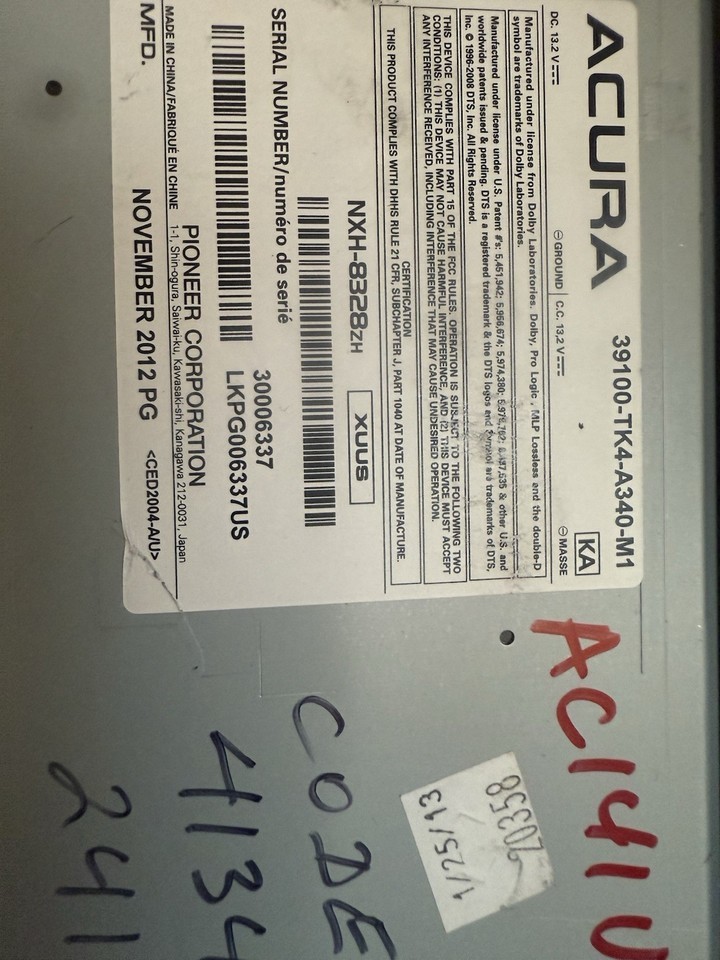 ACURA
39100-TK4-A340-M1
KA
DC. 13.2 V
⊖ GROUND
C.C. 13,2 V
⊖ MASSE
Manufactured under license from Dolby Laboratories. Dolby, Pro Logic , MLP Lossless and the double-D
symbol are trademarks of Dolby Laboratories.
Manufactured under license under U.S. Patent #'s: 5,451,942; 5,956,674; 5,974,380; 5,978,762; 6,487,535 & other U.S. and
worldwide patents issued & pending. DTS is a registered trademark & the DTS logos and Symbol are trademarks of DTS,
Inc. © 1996-2008 DTS, Inc. All Rights Reserved.
THIS DEVICE COMPLIES WITH PART 15 OF THE FCC RULES. OPERATION IS SUBJECT TO THE FOLLOWING TWO
CONDITIONS: (1) THIS DEVICE MAY NOT CAUSE HARMFUL INTERFERENCE, AND (2) THIS DEVICE MUST ACCEPT
ANY INTERFERENCE RECEIVED, INCLUDING INTERFERENCE THAT MAY CAUSE UNDESIRED OPERATION.
CERTIFICATION
THIS PRODUCT COMPLIES WITH DHHS RULE 21 CFR, SUBCHAPTER J, PART 1040 AT DATE OF MANUFACTURE.
NXH-8328ZH
XUUS
SERIAL NUMBER/numéro de serié
30006337
LKPG006337US
PIONEER CORPORATION
1-1, Shin-ogura, Saiwai-ku, Kawasaki-shi, Kanagawa 212-0031, Japan
MADE IN CHINA/FABRIQUÉ EN CHINE
MFD.
NOVEMBER 2012 PG
<CED2004-A/U>
AC141U
20358
1/25/13
CODE
4134
241